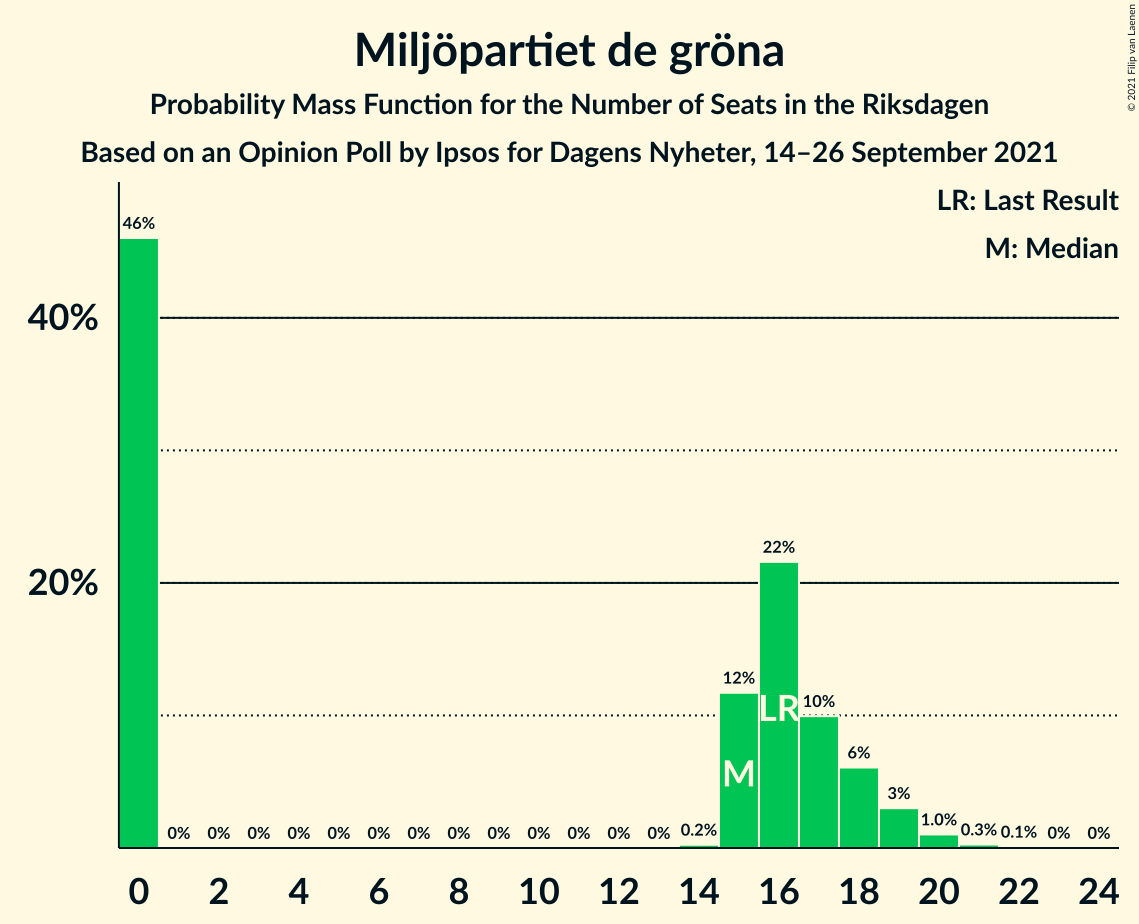 Miljöpartiet de gröna
Probability Mass Function for the Number of Seats in the Riksdagen
Based on an Opinion Poll by Ipsos for Dagens Nyheter, 14–26 September 2021
© 2021 Filip van Laenen
LR: Last Result
M: Median
46%
40%
22%
20%
12%
LR
10%
M
6%
3%
0% 0% 0% 0% 0% 0% 0% 0% 0% 0% 0% 0% 0% 0.2% 1.0% 0.3% 0.1% 0% 0%
0 2 4 6 8 10 12 14 16 18 20 22 24